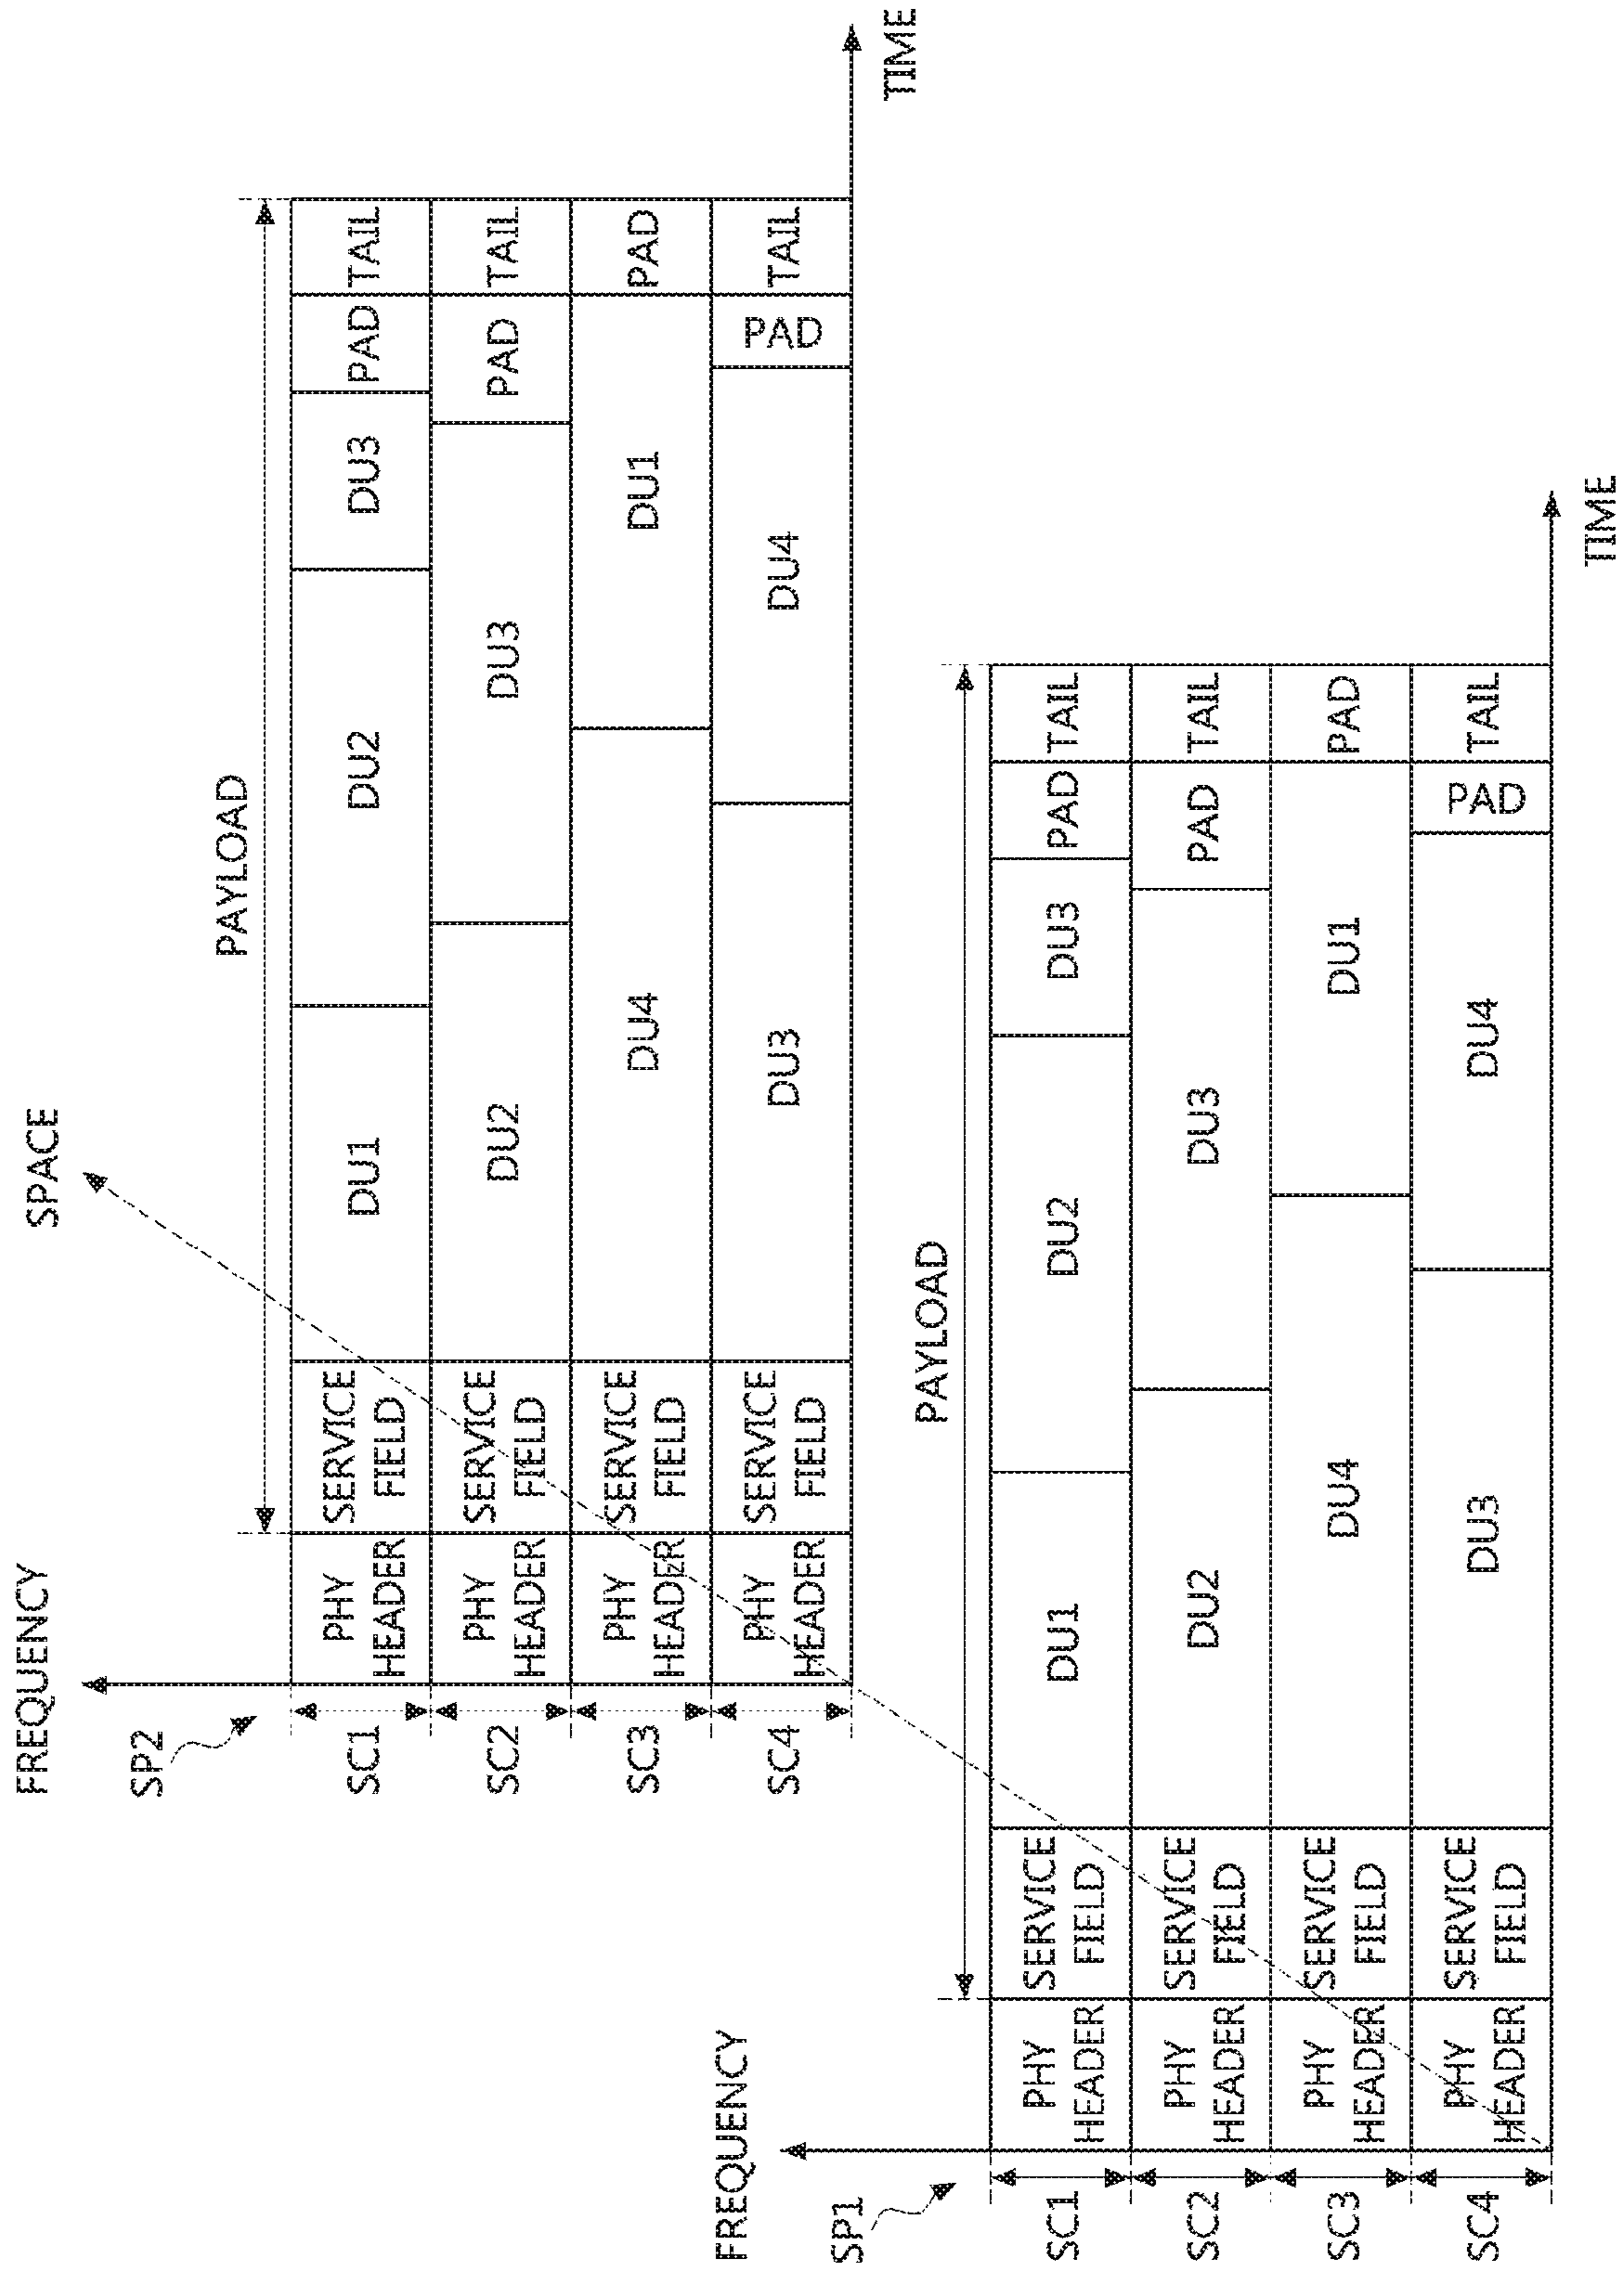 SPACE
FREQUENCY
SP2
PAYLOAD
SC1
PHY
HEADER
SERVICE
FIELD
DU1
DU2
DU3
PAD
TAIL
SC2
PHY
HEADER
SERVICE
FIELD
DU2
DU3
PAD
TAIL
SC3
PHY
HEADER
SERVICE
FIELD
DU4
DU1
PAD
SC4
PHY
HEADER
SERVICE
FIELD
DU3
DU4
PAD
TAIL
TIME
FREQUENCY
SP1
PAYLOAD
SC1
PHY
HEADER
SERVICE
FIELD
DU1
DU2
DU3
PAD
TAIL
SC2
PHY
HEADER
SERVICE
FIELD
DU2
DU3
PAD
TAIL
SC3
PHY
HEADER
SERVICE
FIELD
DU4
DU1
PAD
SC4
PHY
HEADER
SERVICE
FIELD
DU3
DU4
PAD
TAIL
TIME